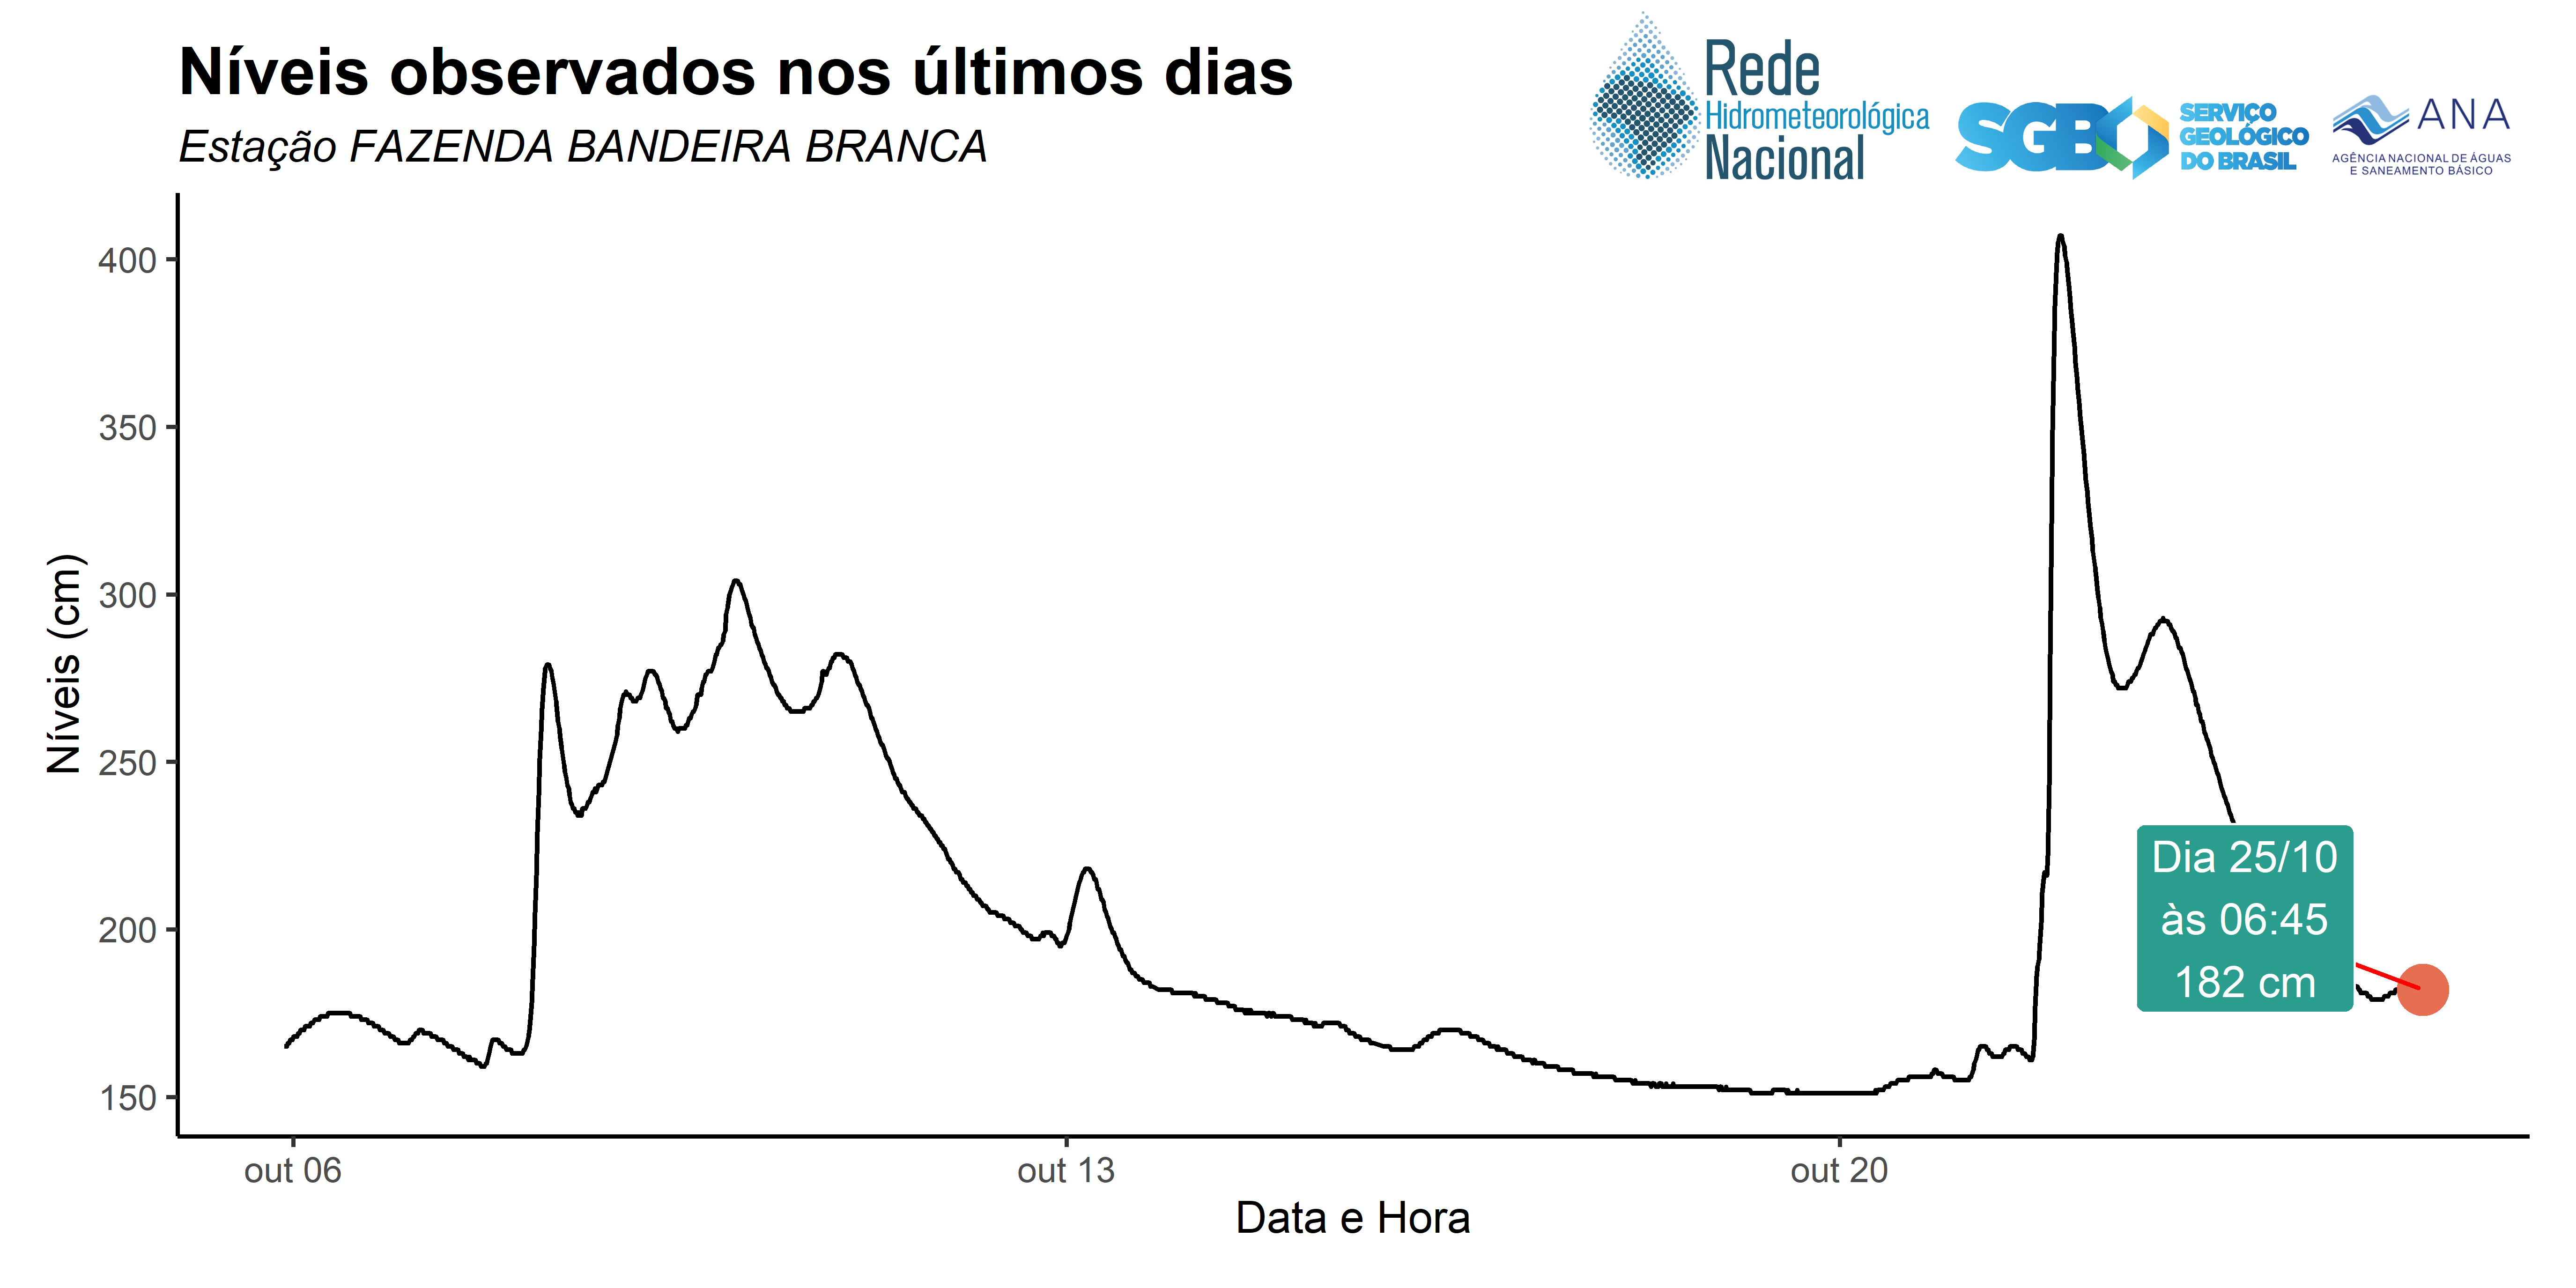 Níveis observados nos últimos dias
Estação FAZENDA BANDEIRA BRANCA
Rede
Hidrometeorológica
Nacional
SGB
SERVIÇO
GEOLÓGICO
DO BRASIL
ANA
AGÊNCIA NACIONAL DE ÁGUAS
E SANEAMENTO BÁSICO
Níveis (cm)
400
350
300
250
200
150
Dia 25/10
às 06:45
182 cm
out 06
out 13
out 20
Data e Hora